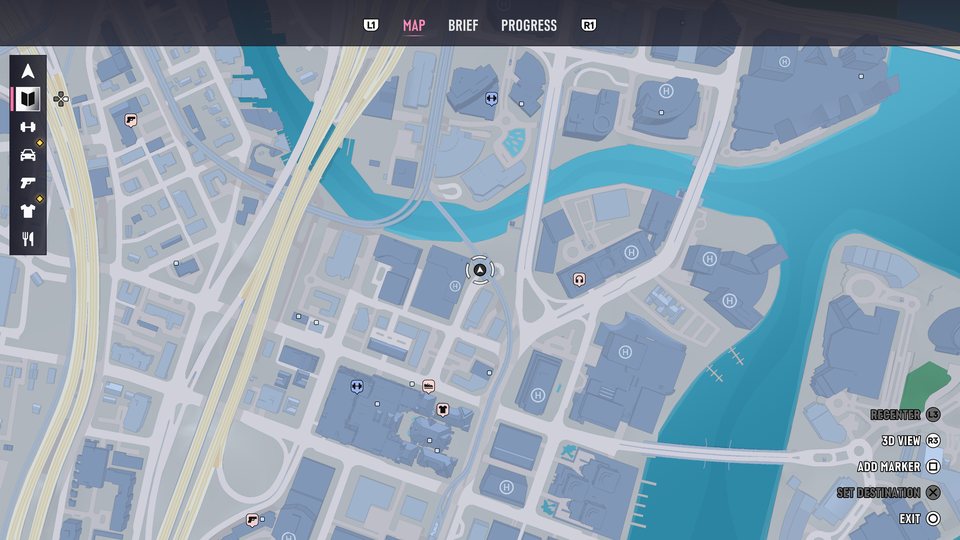 L1 MAP BRIEF PROGRESS R1
H
H
H
H
H
H
H
H
H
H
H
RECENTER L3
3D VIEW R3
ADD MARKER
SET DESTINATION
EXIT